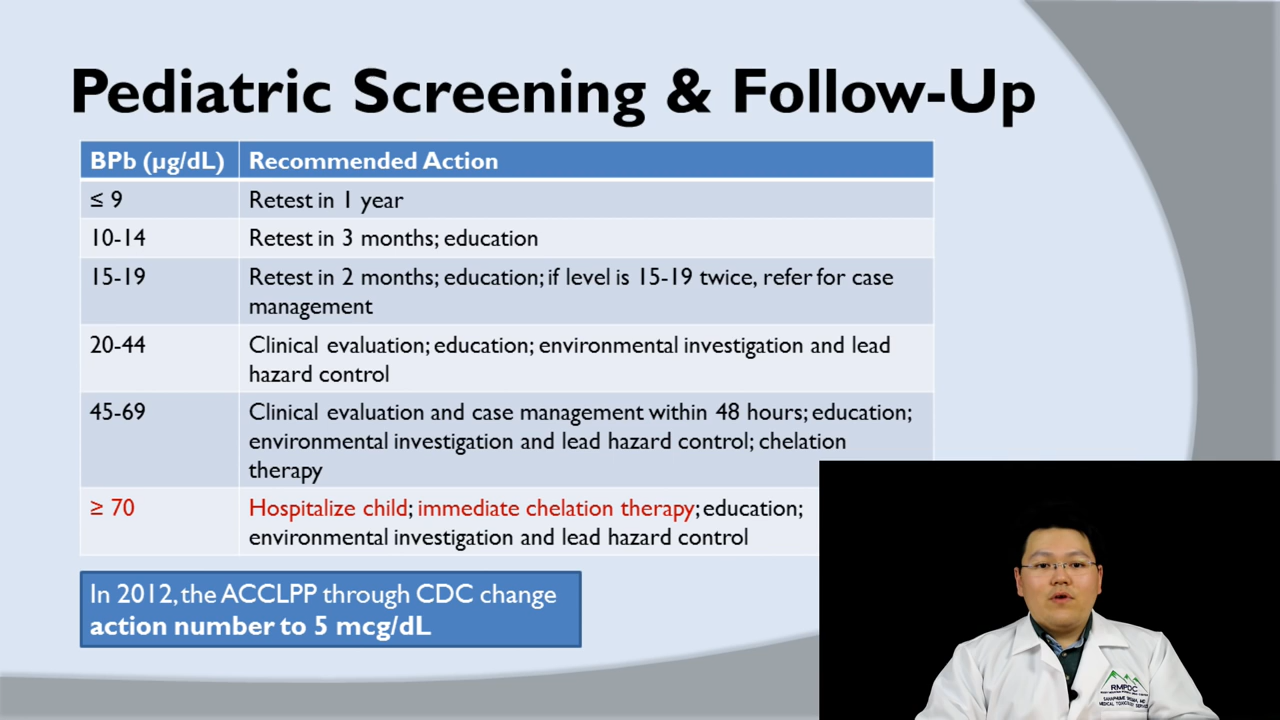 Pediatric Screening & Follow-Up
BPb (µg/dL) Recommended Action
≤ 9 Retest in 1 year
10-14 Retest in 3 months; education
15-19 Retest in 2 months; education; if level is 15-19 twice, refer for case
management
20-44 Clinical evaluation; education; environmental investigation and lead
hazard control
45-69 Clinical evaluation and case management within 48 hours; education;
environmental investigation and lead hazard control; chelation
therapy
≥ 70 Hospitalize child; immediate chelation therapy; education;
environmental investigation and lead hazard control
In 2012, the ACCLPP through CDC change
action number to 5 mcg/dL
RMPDC